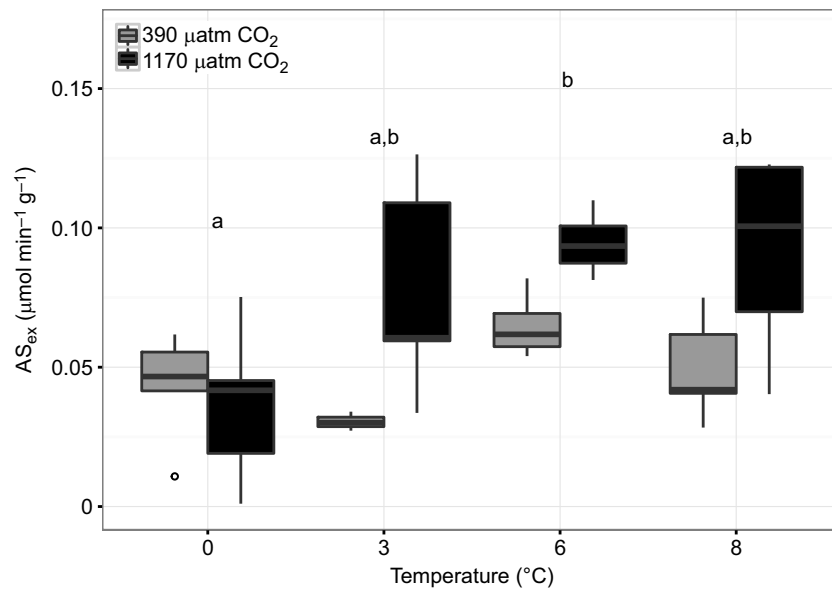 390 μatm CO₂
1170 μatm CO₂
0.15
0.10
0.05
0
AS_ex (μmol min⁻¹ g⁻¹)
a
a,b
b
a,b
0 3 6 8
Temperature (°C)